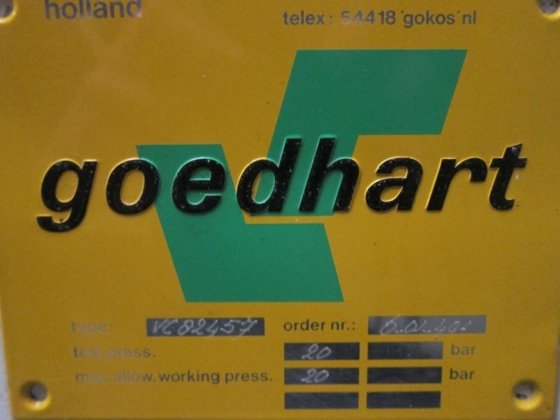 holland telex: 54418 'gokos' nl
goedhart
type: VC82457 order nr.:
test press. 20 bar
max. allow. working press. 20 bar